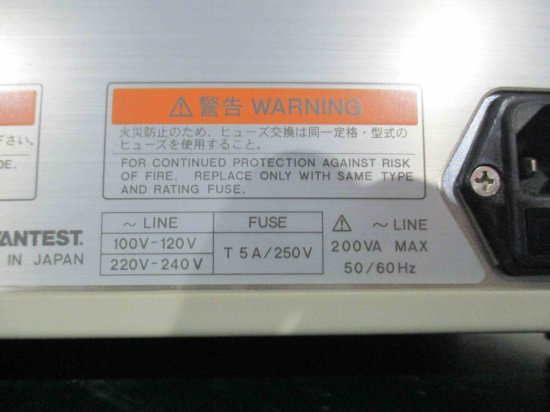 ⚠ 警告 WARNING
火災防止のため、ヒューズ交換は同一定格・型式の
ヒューズを使用すること。
FOR CONTINUED PROTECTION AGAINST RISK
OF FIRE. REPLACE ONLY WITH SAME TYPE
AND RATING FUSE.
下さい。
DE.
~ LINE FUSE ⚠ ~ LINE
100V-120V T 5A/250V 200VA MAX
220V-240V 50/60Hz
VANTEST.
IN JAPAN